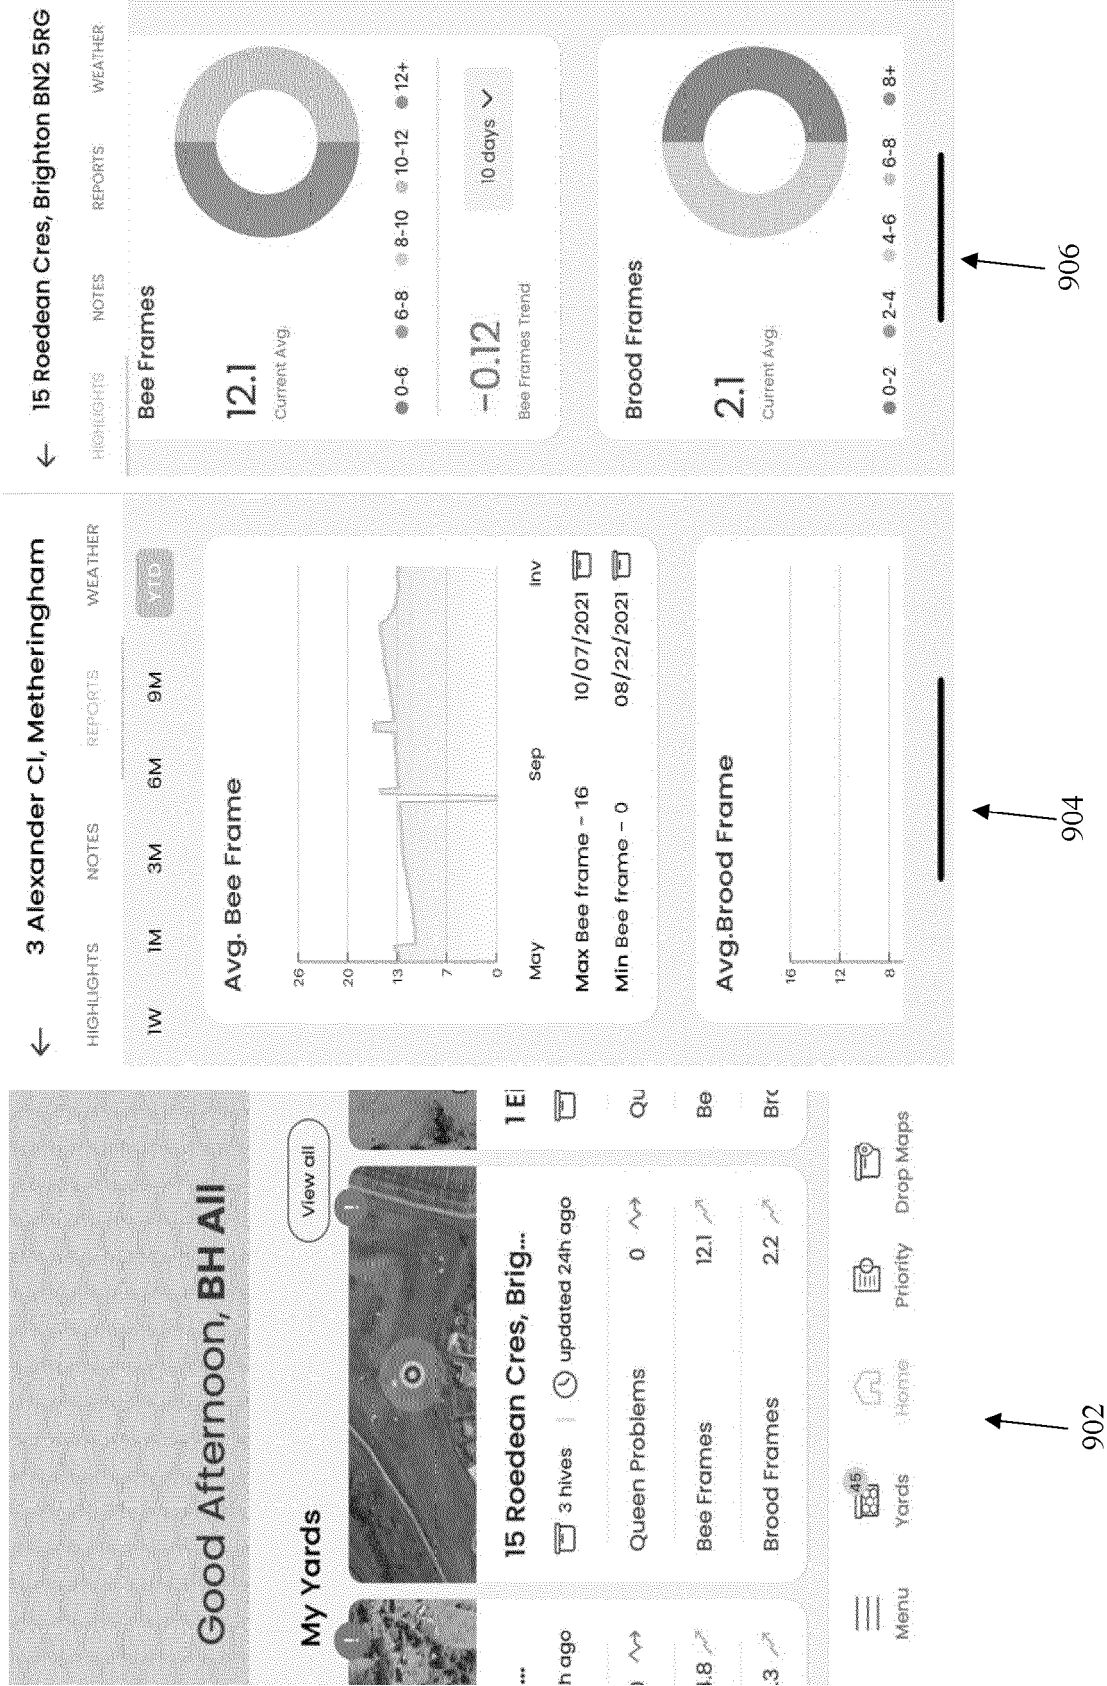 Good Afternoon, BH All
My Yards
View all
!
!
15 Roedean Cres, Brig...
3 hives | updated 24h ago
Queen Problems 0
Bee Frames 12.1
Brood Frames 2.2
...
h ago
4.8
.3
1 El
Qu
Be
Brc
Menu
45
Yards
Home
Priority
Drop Maps
902
← 3 Alexander Cl, Metheringham
HIGHLIGHTS NOTES REPORTS WEATHER
1W 1M 3M 6M 9M YTD
Avg. Bee Frame
26
20
13
7
0
May Sep Inv
Max Bee frame - 16 10/07/2021
Min Bee frame - 0 08/22/2021
Avg.Brood Frame
16
12
8
904
← 15 Roedean Cres, Brighton BN2 5RG
HIGHLIGHTS NOTES REPORTS WEATHER
Bee Frames
12.1
Current Avg.
0-6 6-8 8-10 10-12 12+
-0.12
Bee Frames Trend
10 days
Brood Frames
2.1
Current Avg.
0-2 2-4 4-6 6-8 8+
906